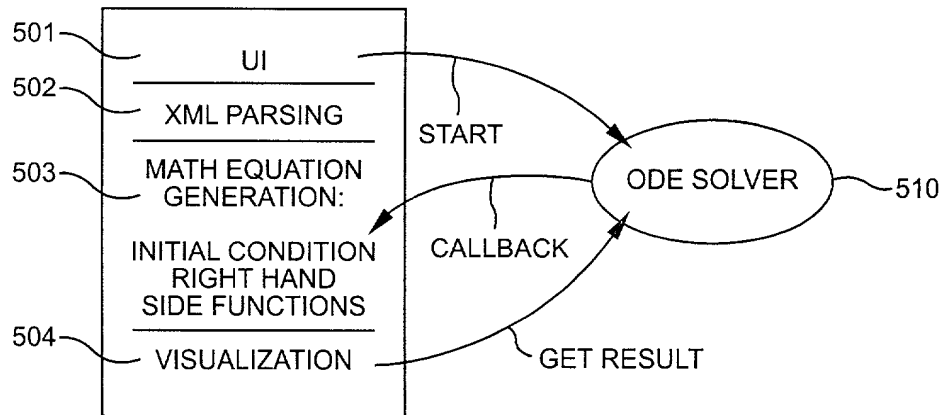 501
UI
502
XML PARSING
START
503
MATH EQUATION
GENERATION:
ODE SOLVER
510
CALLBACK
INITIAL CONDITION
RIGHT HAND
SIDE FUNCTIONS
504
VISUALIZATION
GET RESULT